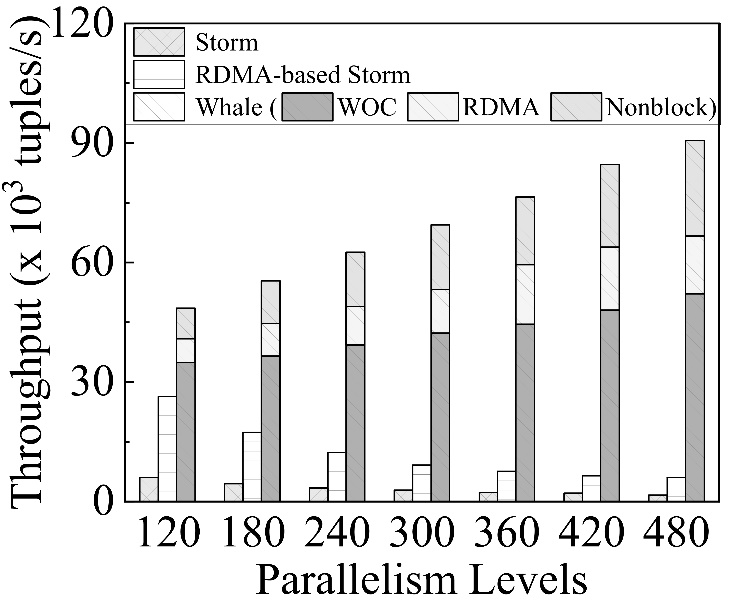 Throughput (x 10³ tuples/s)
120
90
60
30
0
Storm
RDMA-based Storm
Whale ( WOC RDMA Nonblock)
120 180 240 300 360 420 480
Parallelism Levels